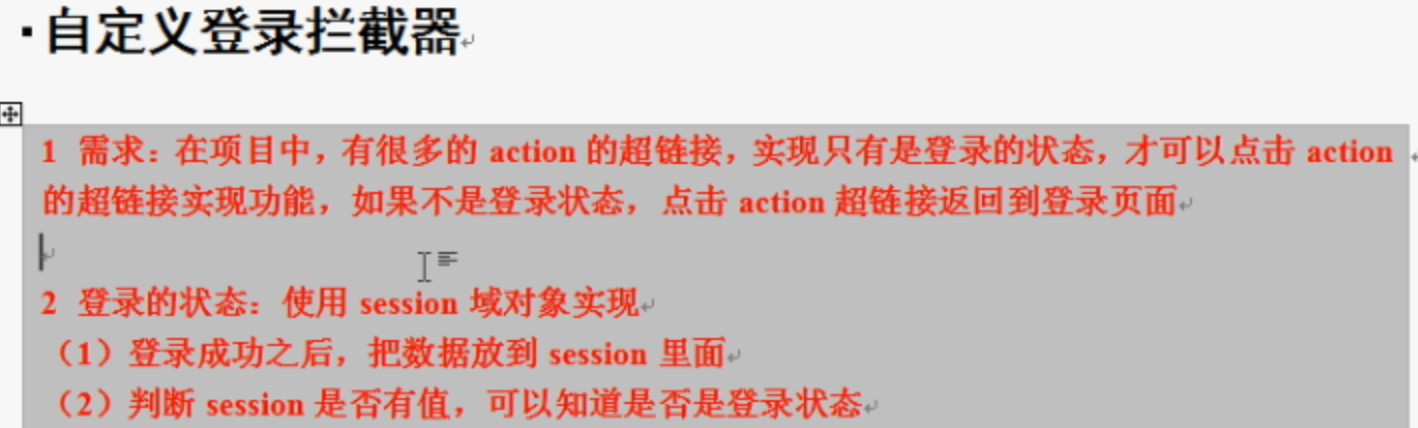 ▪自定义登录拦截器
1 需求：在项目中，有很多的 action 的超链接，实现只有是登录的状态，才可以点击 action
的超链接实现功能，如果不是登录状态，点击 action 超链接返回到登录页面
2 登录的状态：使用 session 域对象实现
（1）登录成功之后，把数据放到 session 里面
（2）判断 session 是否有值，可以知道是否是登录状态